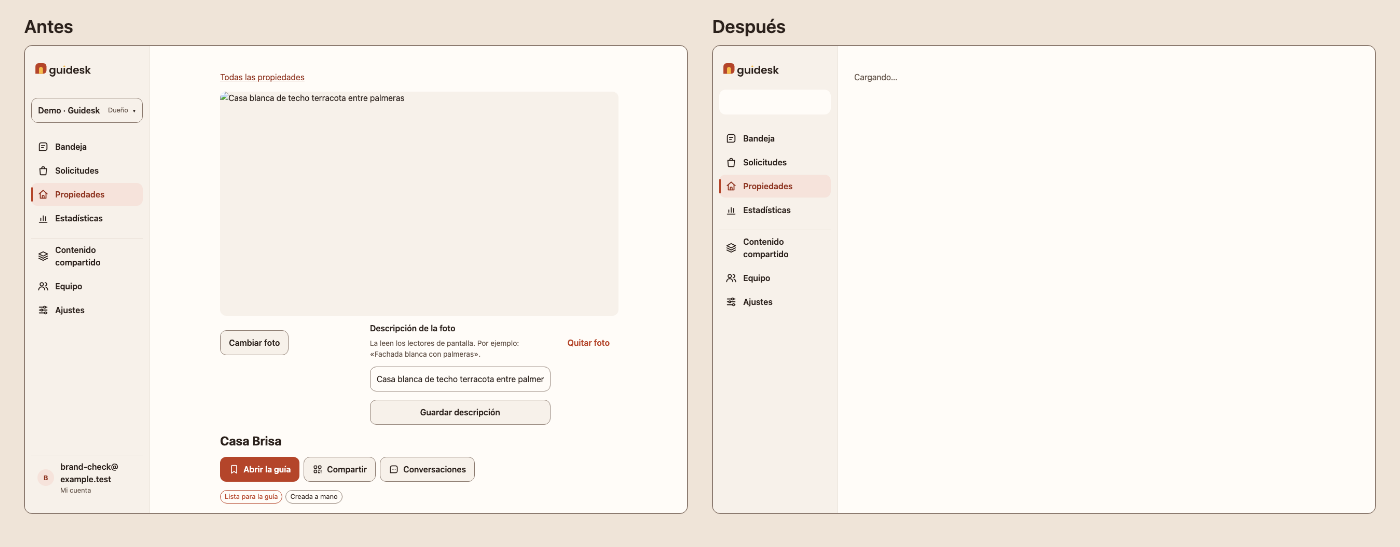 Antes
guidesk
Demo · Guidesk Dueño
Bandeja
Solicitudes
Propiedades
Estadísticas
Contenido
compartido
Equipo
Ajustes
B
brand-check@
example.test
Mi cuenta
Todas las propiedades
Casa blanca de techo terracota entre palmeras
Cambiar foto
Descripción de la foto
La leen los lectores de pantalla. Por ejemplo:
«Fachada blanca con palmeras».
Casa blanca de techo terracota entre palmer
Guardar descripción
Quitar foto
Casa Brisa
Abrir la guía
Compartir
Conversaciones
Lista para la guía
Creada a mano
Después
guidesk
Bandeja
Solicitudes
Propiedades
Estadísticas
Contenido
compartido
Equipo
Ajustes
Cargando...